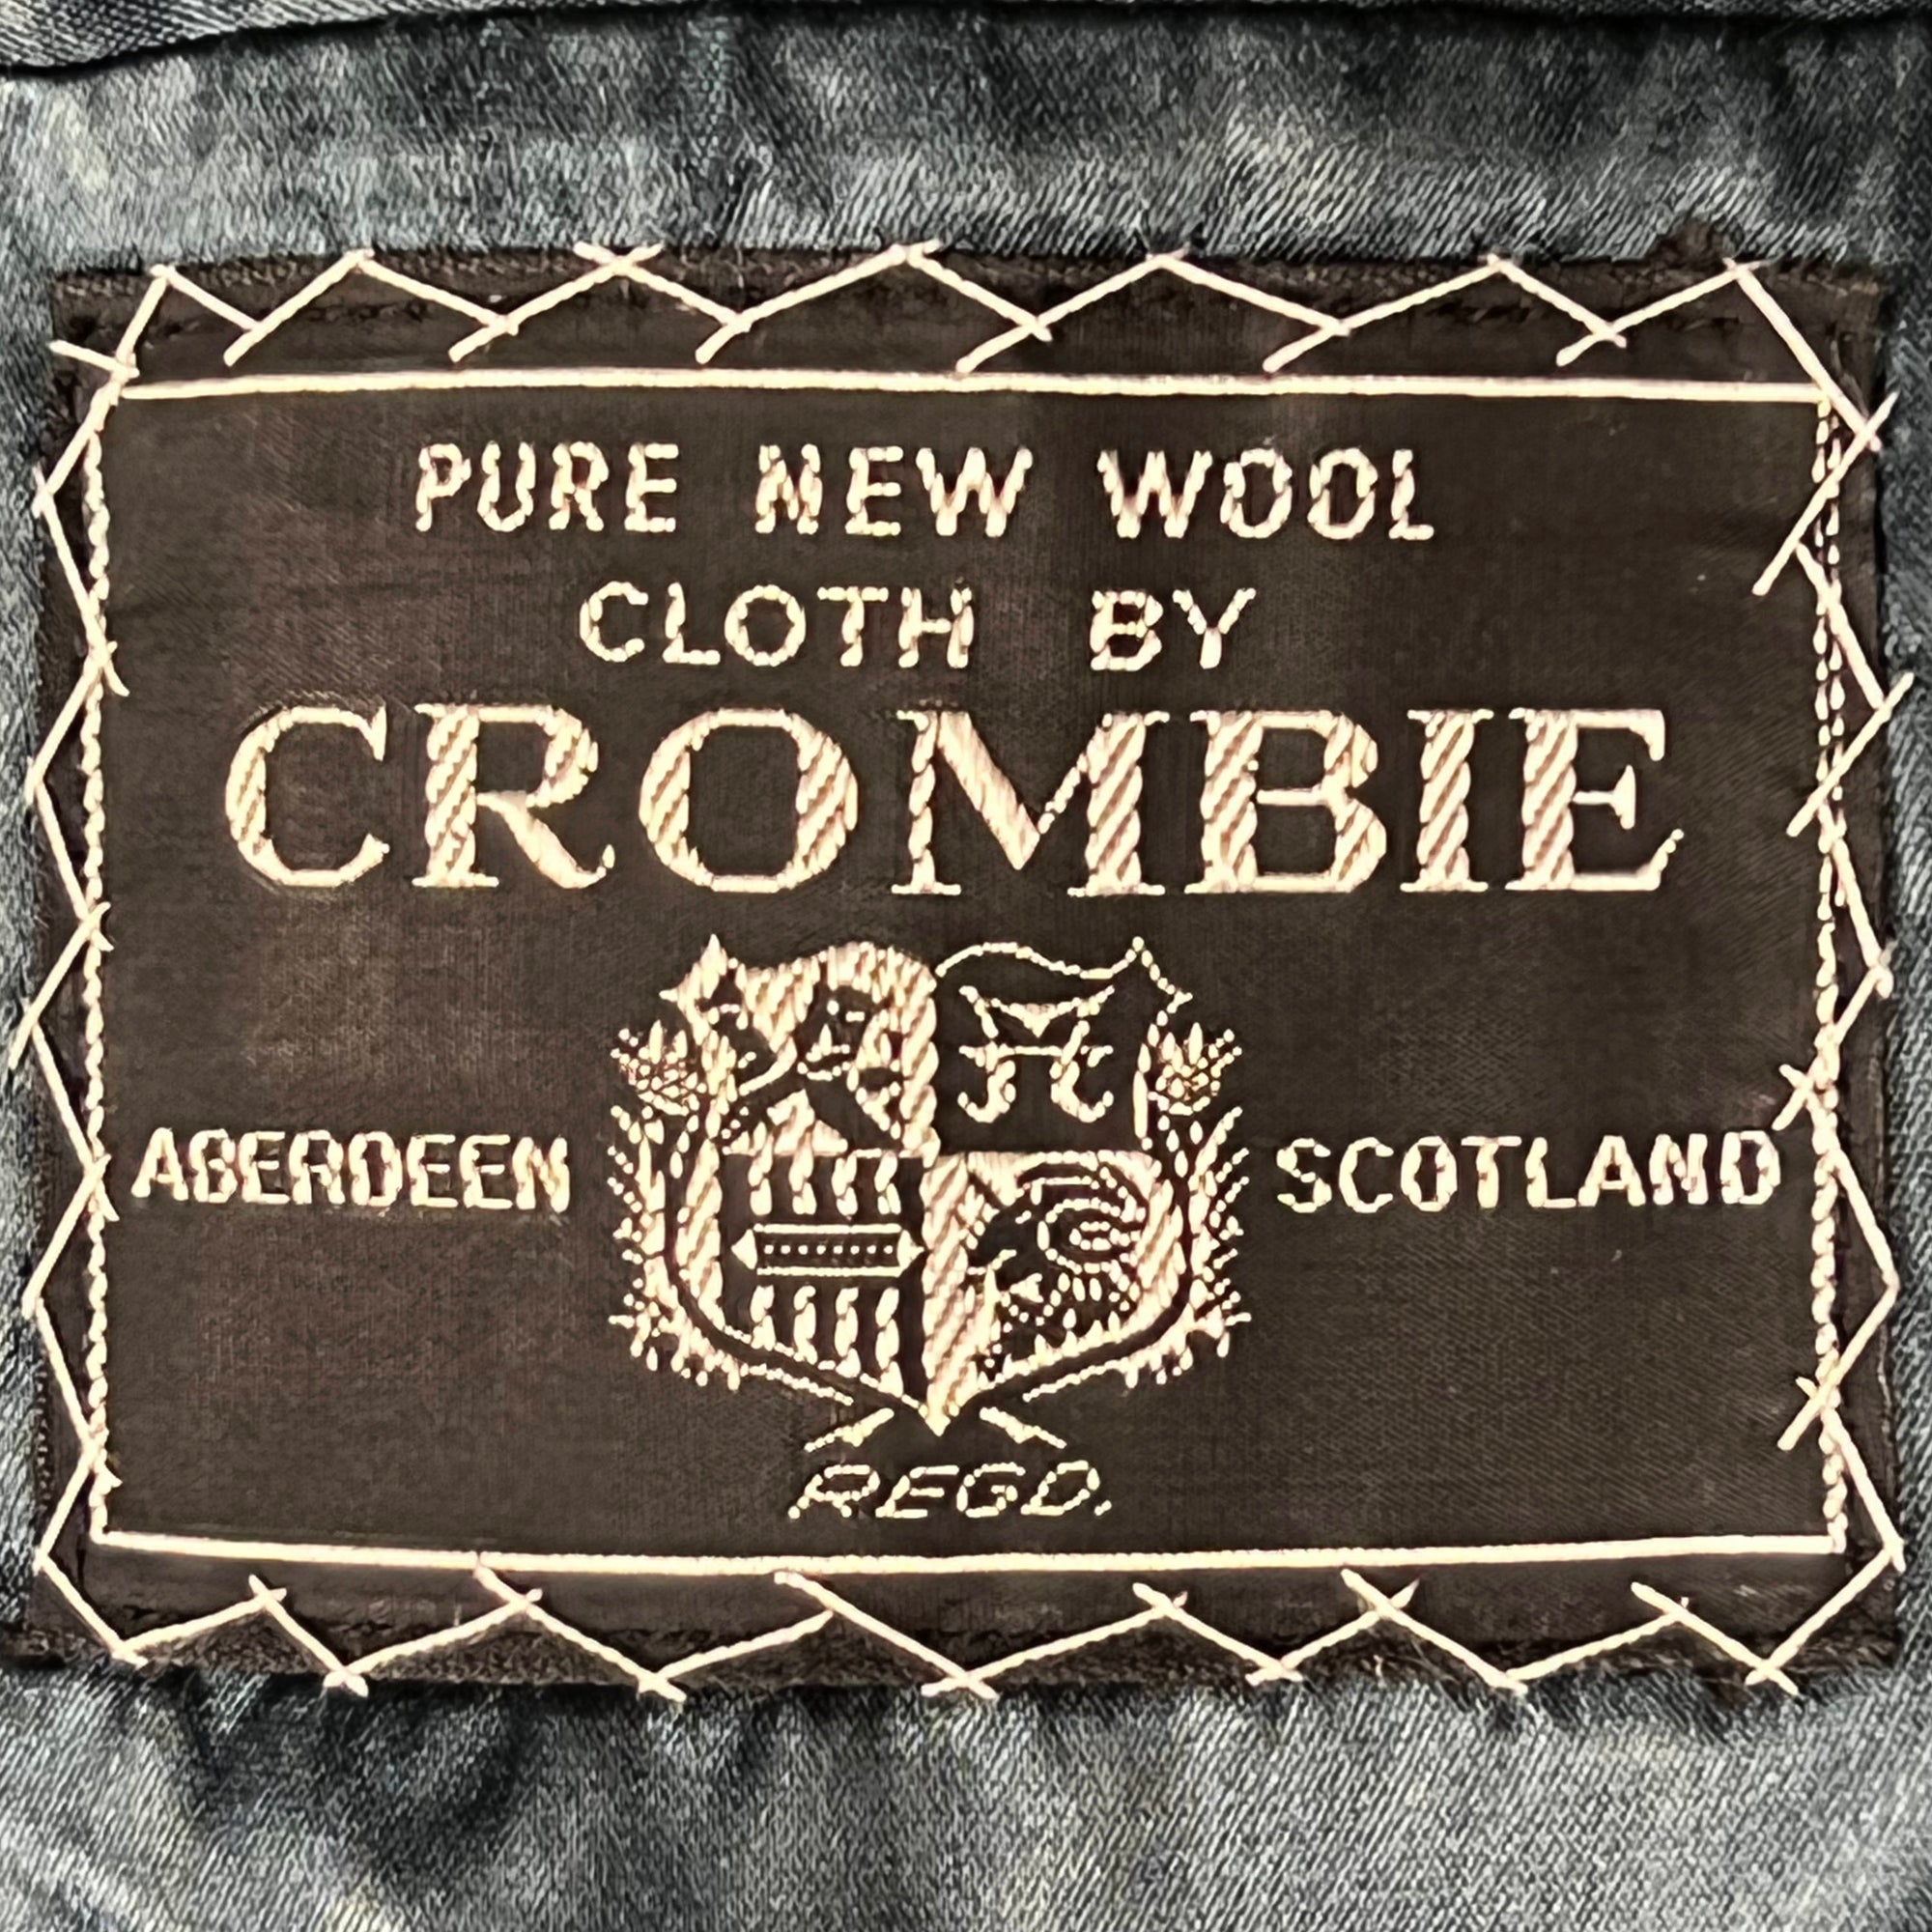 PURE NEW WOOL
CLOTH BY
CROMBIE
ABERDEEN SCOTLAND
REGD.